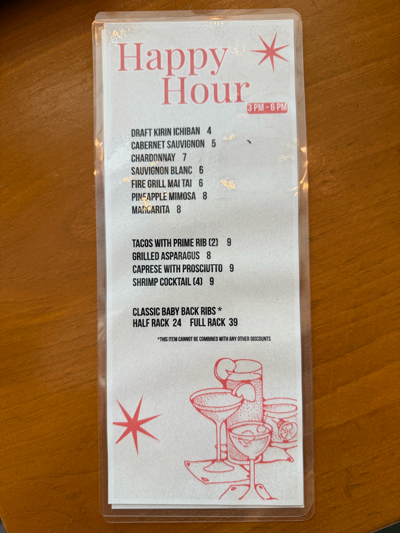 Happy
Hour
3 PM - 6 PM
DRAFT KIRIN ICHIBAN 4
CABERNET SAUVIGNON 5
CHARDONNAY 7
SAUVIGNON BLANC 6
FIRE GRILL MAI TAI 6
PINEAPPLE MIMOSA 8
MARGARITA 8
TACOS WITH PRIME RIB (2) 9
GRILLED ASPARAGUS 8
CAPRESE WITH PROSCIUTTO 9
SHRIMP COCKTAIL (4) 9
CLASSIC BABY BACK RIBS *
HALF RACK 24 FULL RACK 39
*THIS ITEM CANNOT BE COMBINED WITH ANY OTHER DISCOUNTS